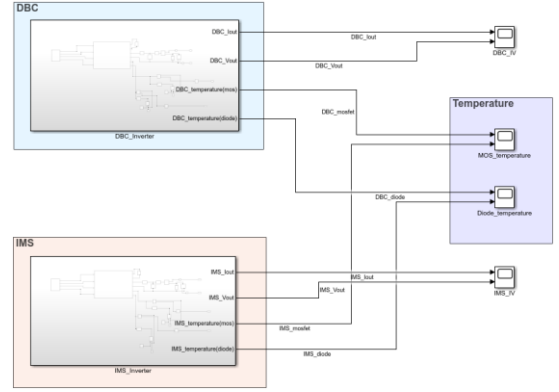 DBC
DBC_Iout
DBC_Iout
DBC_Vout
DBC_Vout
DBC_IV
DBC_temperature(mos)
DBC_mosfet
DBC_temperature(diode)
DBC_Inverter
Temperature
MOS_temperature
DBC_diode
Diode_temperature
IMS
IMS_Iout
IMS_Iout
IMS_Vout
IMS_Vout
IMS_IV
IMS_temperature(mos)
IMS_mosfet
IMS_temperature(diode)
IMS_diode
IMS_Inverter